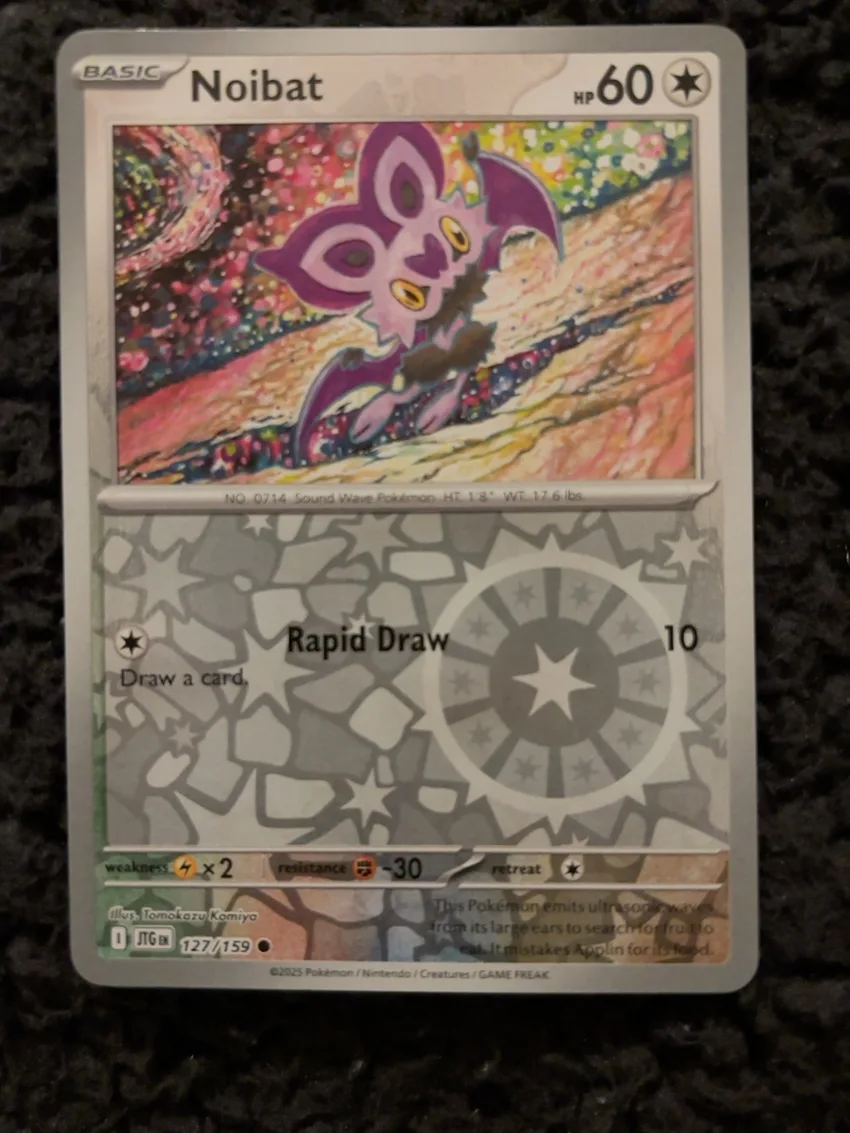 BASIC Noibat HP 60
NO. 0714 Sound Wave Pokémon HT: 1'8" WT: 17.6 lbs.
Rapid Draw 10
Draw a card.
weakness ×2 resistance -30 retreat
Illus. Tomokazu Komiya
This Pokémon emits ultrasonic waves
from its large ears to search for fruit to
eat. It mistakes Applin for its food.
I JTG EN 127/159
©2025 Pokémon / Nintendo / Creatures / GAME FREAK